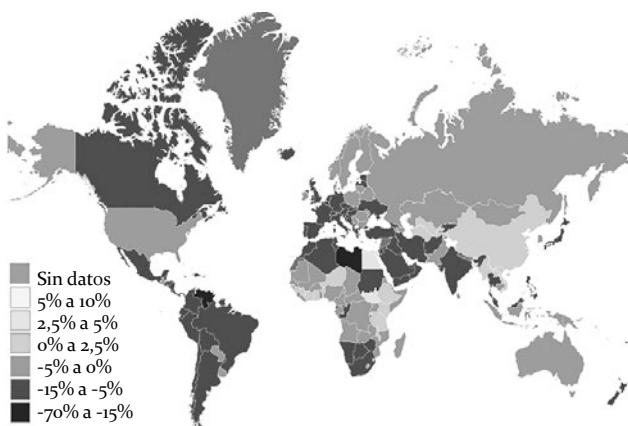 Sin datos
5% a 10%
2,5% a 5%
0% a 2,5%
-5% a 0%
-15% a -5%
-70% a -15%